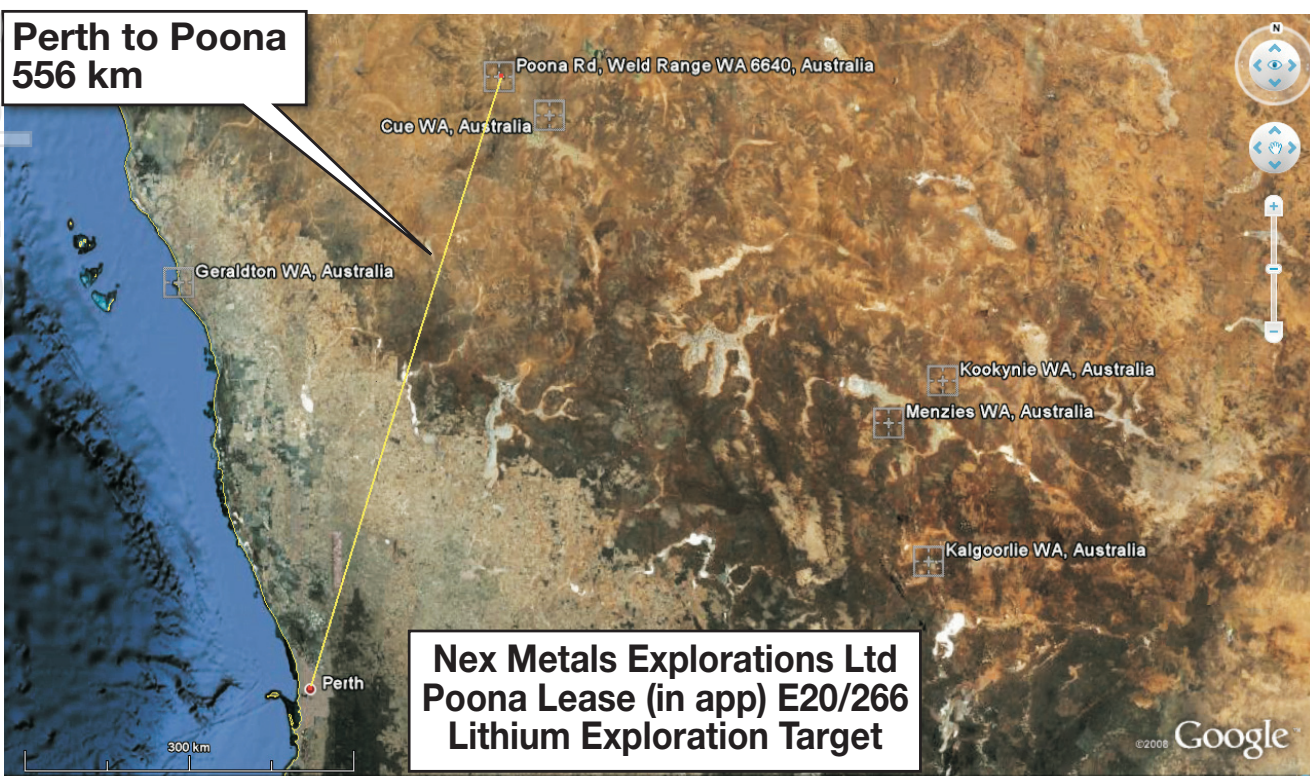 Perth to Poona
556 km
N
Poona Rd, Weld Range WA 6640, Australia
Cue WA, Australia
Geraldton WA, Australia
Kookynie WA, Australia
Menzies WA, Australia
Kalgoorlie WA, Australia
Perth
Nex Metals Explorations Ltd
Poona Lease (in app) E20/266
Lithium Exploration Target
300 km
©2008 Google